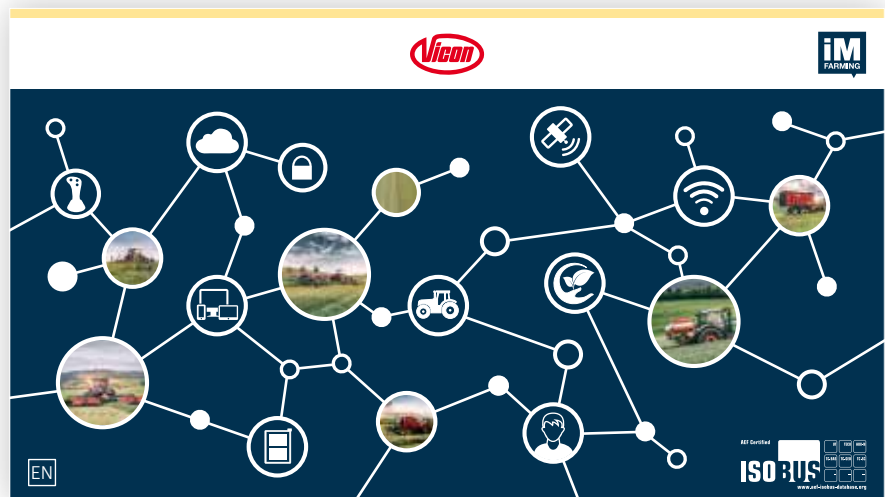 Vicon
iM
FARMING
EN
AEF Certified
ISOBUS
www.aef-isobus-database.org